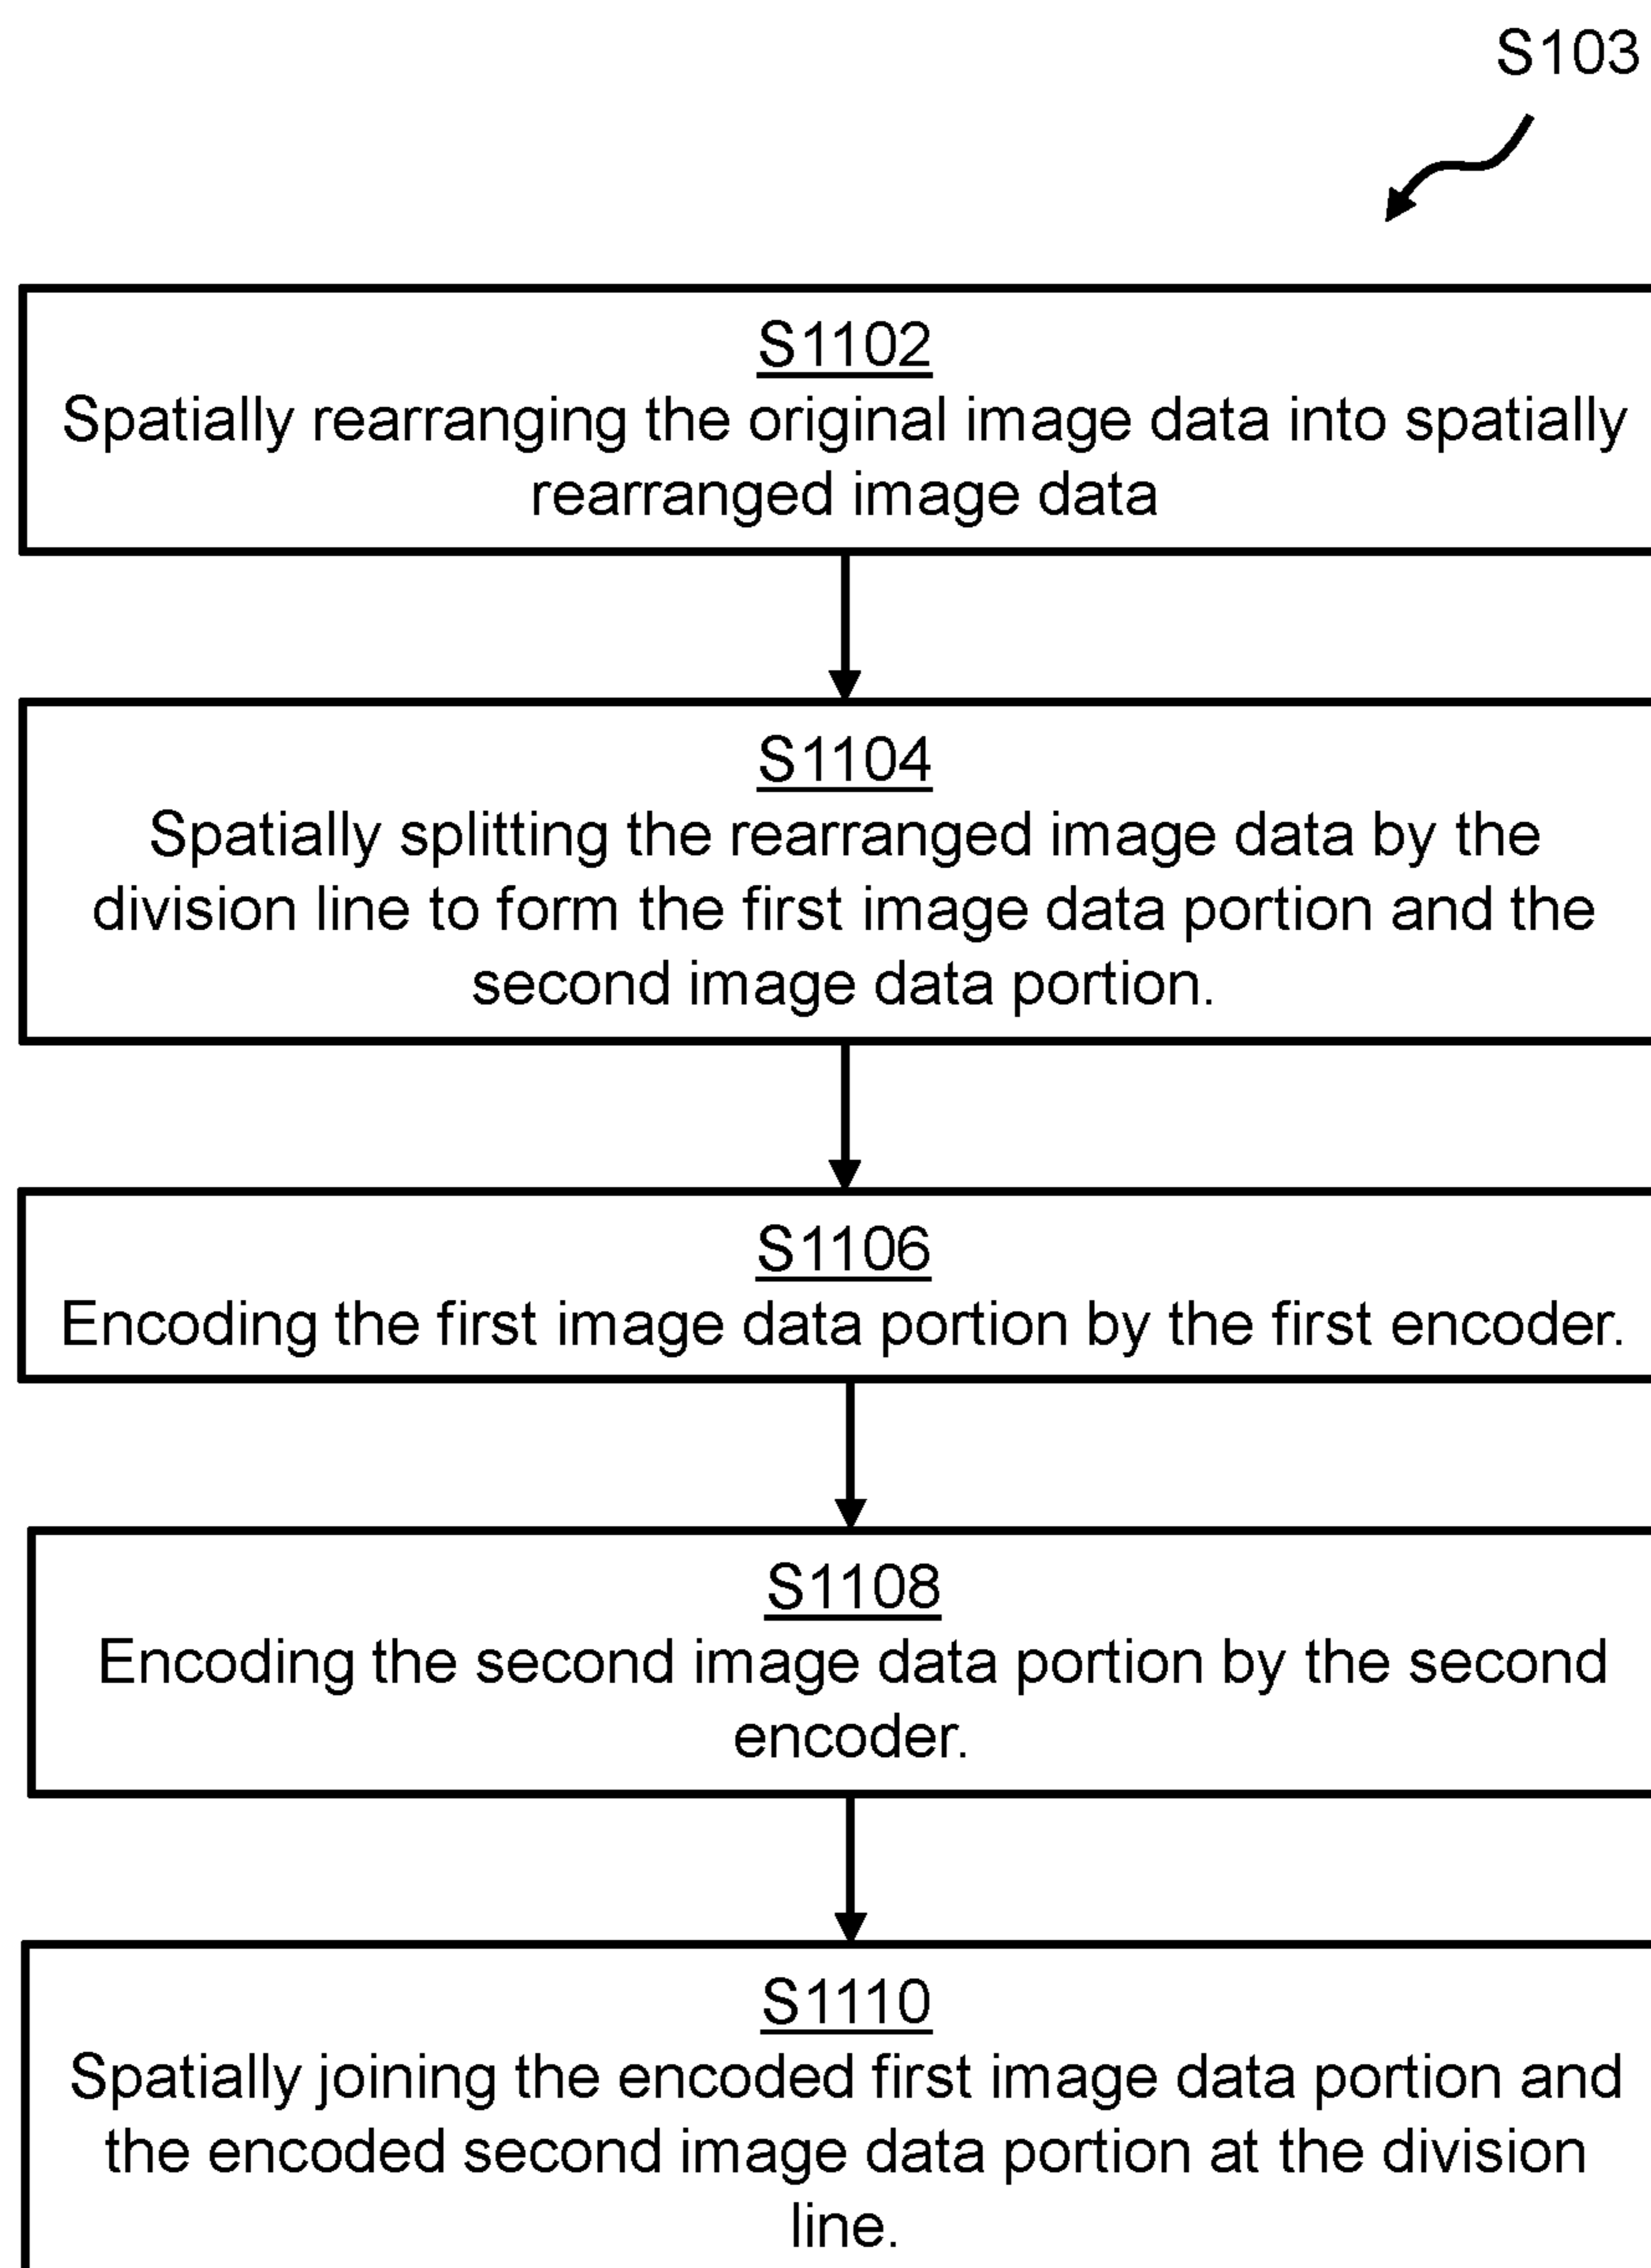 S103
S1102
Spatially rearranging the original image data into spatially
rearranged image data
S1104
Spatially splitting the rearranged image data by the
division line to form the first image data portion and the
second image data portion.
S1106
Encoding the first image data portion by the first encoder.
S1108
Encoding the second image data portion by the second
encoder.
S1110
Spatially joining the encoded first image data portion and
the encoded second image data portion at the division
line.